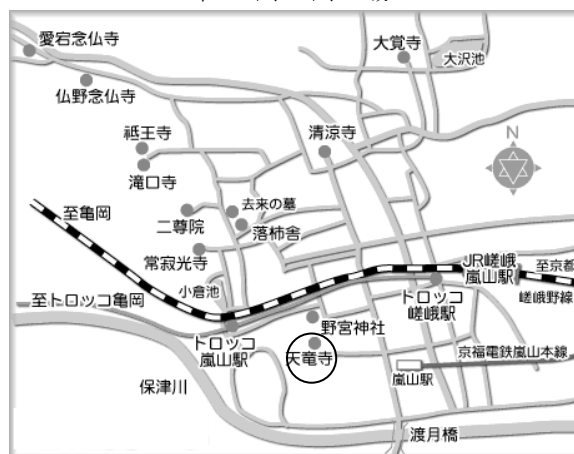 愛宕念仏寺
大覚寺
大沢池
仏野念仏寺
祗王寺
清涼寺
N
滝口寺
至亀岡
二尊院
去来の墓
落柿舎
常寂光寺
JR嵯峨
嵐山駅
至京都
小倉池
至トロッコ亀岡
トロッコ
嵯峨駅
嵯峨野線
野宮神社
トロッコ
嵐山駅
天竜寺
京福電鉄嵐山本線
嵐山駅
保津川
渡月橋